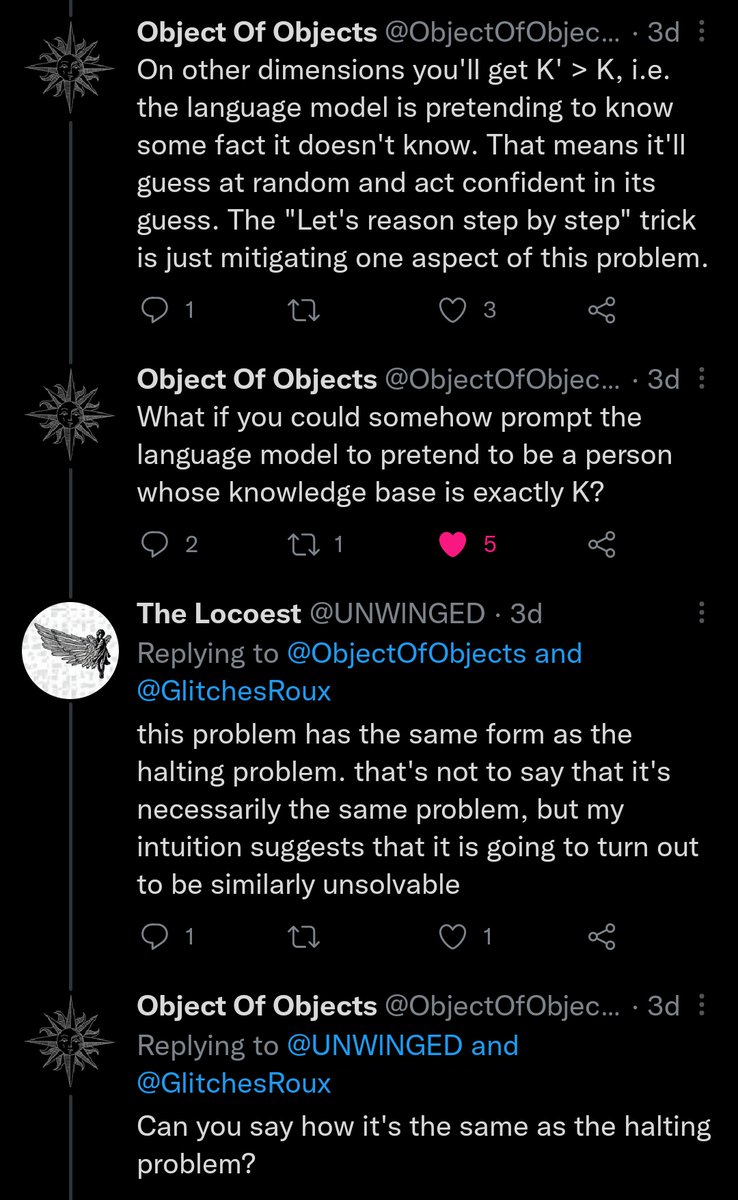 Object Of Objects @ObjectOfObjec... · 3d
On other dimensions you'll get K' > K, i.e.
the language model is pretending to know
some fact it doesn't know. That means it'll
guess at random and act confident in its
guess. The "Let's reason step by step" trick
is just mitigating one aspect of this problem.
1 3
Object Of Objects @ObjectOfObjec... · 3d
What if you could somehow prompt the
language model to pretend to be a person
whose knowledge base is exactly K?
2 1 5
The Locoest @UNWINGED · 3d
Replying to @ObjectOfObjects and
@GlitchesRoux
this problem has the same form as the
halting problem. that's not to say that it's
necessarily the same problem, but my
intuition suggests that it is going to turn out
to be similarly unsolvable
1 1
Object Of Objects @ObjectOfObjec... · 3d
Replying to @UNWINGED and
@GlitchesRoux
Can you say how it's the same as the halting
problem?